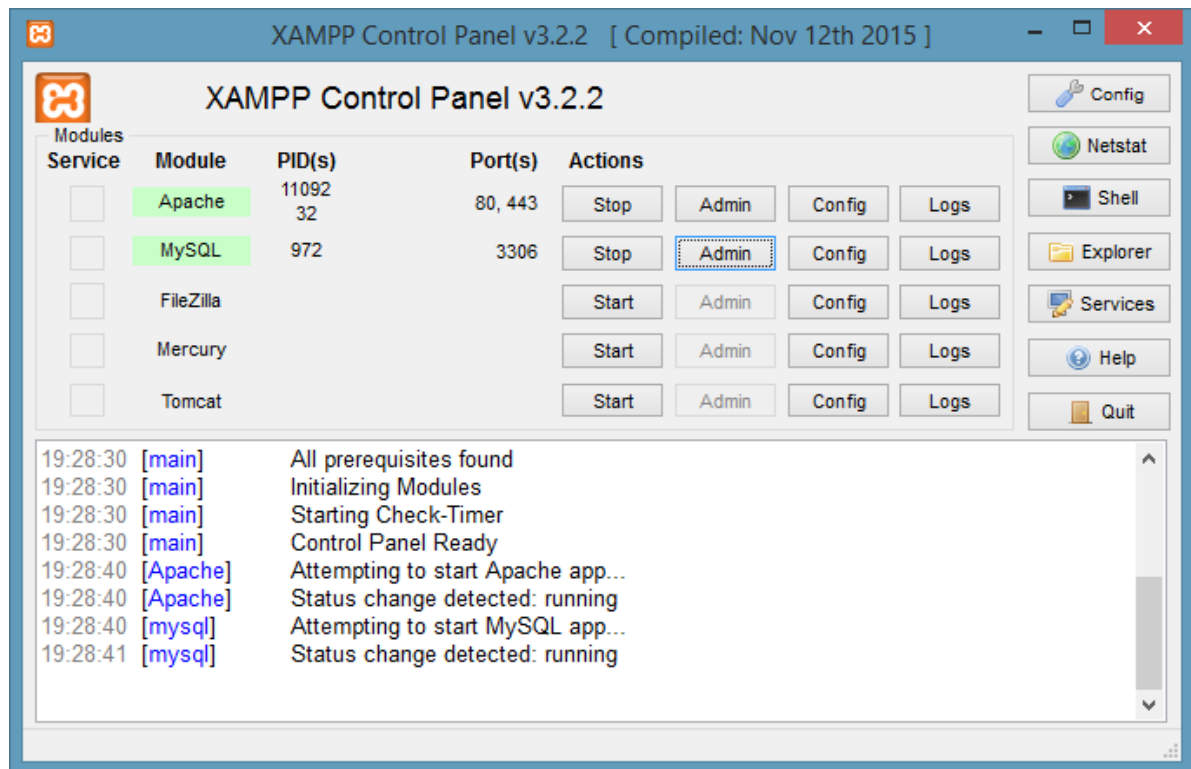 XAMPP Control Panel v3.2.2 [ Compiled: Nov 12th 2015 ]
XAMPP Control Panel v3.2.2
Config
Modules
Netstat
Service Module PID(s) Port(s) Actions
Apache 11092 32 80, 443 Stop Admin Config Logs
Shell
MySQL 972 3306 Stop Admin Config Logs
Explorer
FileZilla Start Admin Config Logs
Services
Mercury Start Admin Config Logs
Help
Tomcat Start Admin Config Logs
Quit
19:28:30 [main] All prerequisites found
19:28:30 [main] Initializing Modules
19:28:30 [main] Starting Check-Timer
19:28:30 [main] Control Panel Ready
19:28:40 [Apache] Attempting to start Apache app...
19:28:40 [Apache] Status change detected: running
19:28:40 [mysql] Attempting to start MySQL app...
19:28:41 [mysql] Status change detected: running